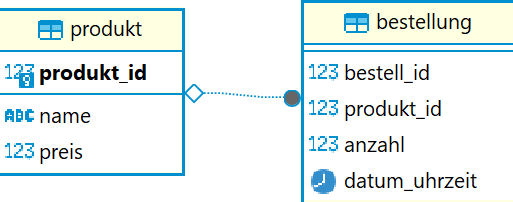 produkt
123 produkt_id
ABC name
123 preis
bestellung
123 bestell_id
123 produkt_id
123 anzahl
datum_uhrzeit